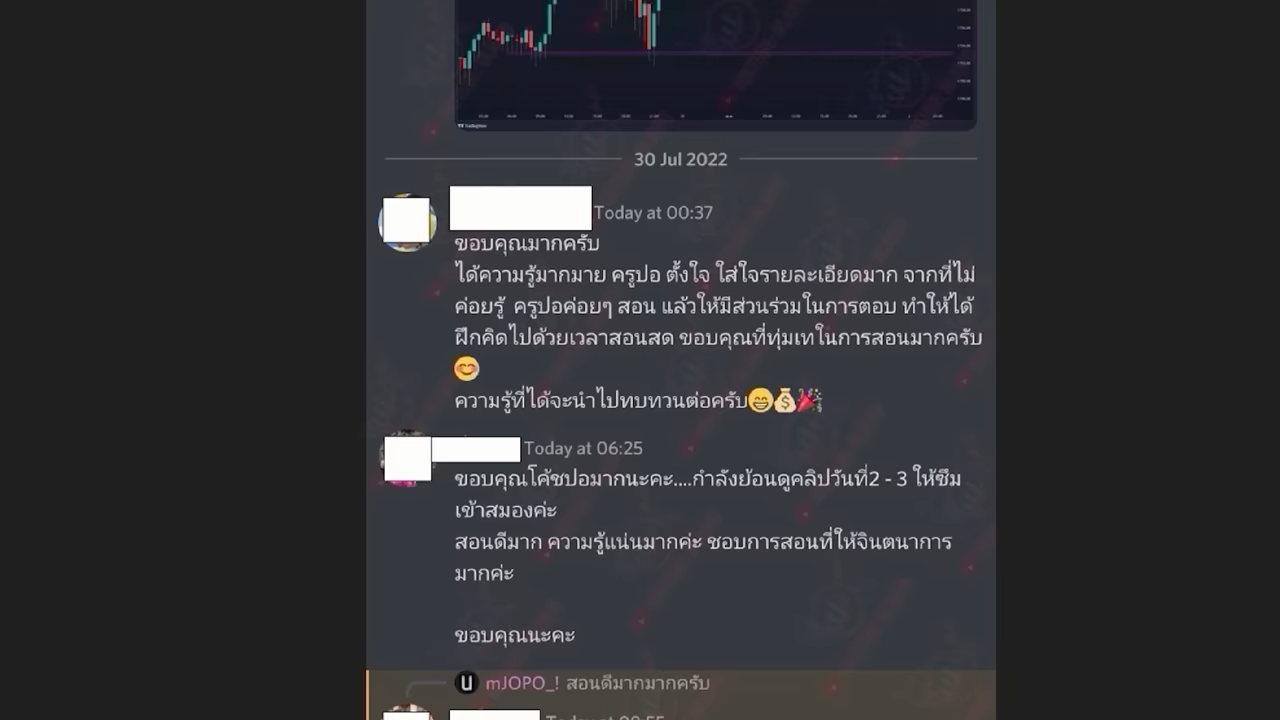 30 Jul 2022
Today at 00:37
ขอบคุณมากครับ
ได้ความรู้มากมาย ครูปอ ตั้งใจ ใส่ใจรายละเอียดมาก จากที่ไม่
ค่อยรู้ ครูปอค่อยๆ สอน แล้วให้มีส่วนร่วมในการตอบ ทำให้ได้
ฝึกคิดไปด้วยเวลาสอนสด ขอบคุณที่ทุ่มเทในการสอนมากครับ
😊
ความรู้ที่ได้จะนำไปทบทวนต่อครับ😁💰🎉
Today at 06:25
ขอบคุณโค้ชปอมากนะคะ....กำลังย้อนดูคลิปวันที่2 - 3 ให้ซึม
เข้าสมองค่ะ
สอนดีมาก ความรู้แน่นมากค่ะ ชอบการสอนที่ให้จินตนาการ
มากค่ะ
ขอบคุณนะคะ
mJOPO_! สอนดีมากมากครับ